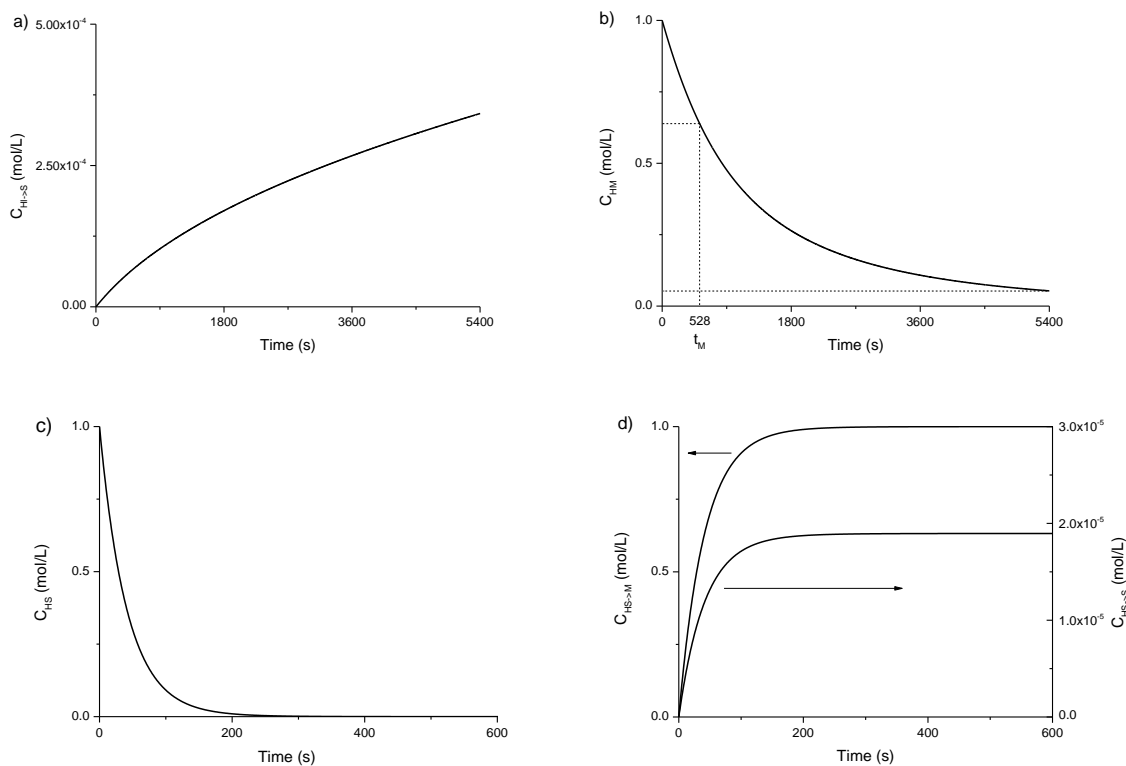 a)
5.00x10⁻⁴
2.50x10⁻⁴
0.00
C_HI->S (mol/L)
0 1800 3600 5400
Time (s)
b)
1.0
0.5
0.0
C_HM (mol/L)
0 528 1800 3600 5400
t_M
Time (s)
c)
1.0
0.5
0.0
C_HS (mol/L)
0 200 400 600
Time (s)
d)
1.0
0.5
0.0
C_HS->M (mol/L)
3.0x10⁻⁵
2.0x10⁻⁵
1.0x10⁻⁵
0.0
C_HS->S (mol/L)
0 200 400 600
Time (s)